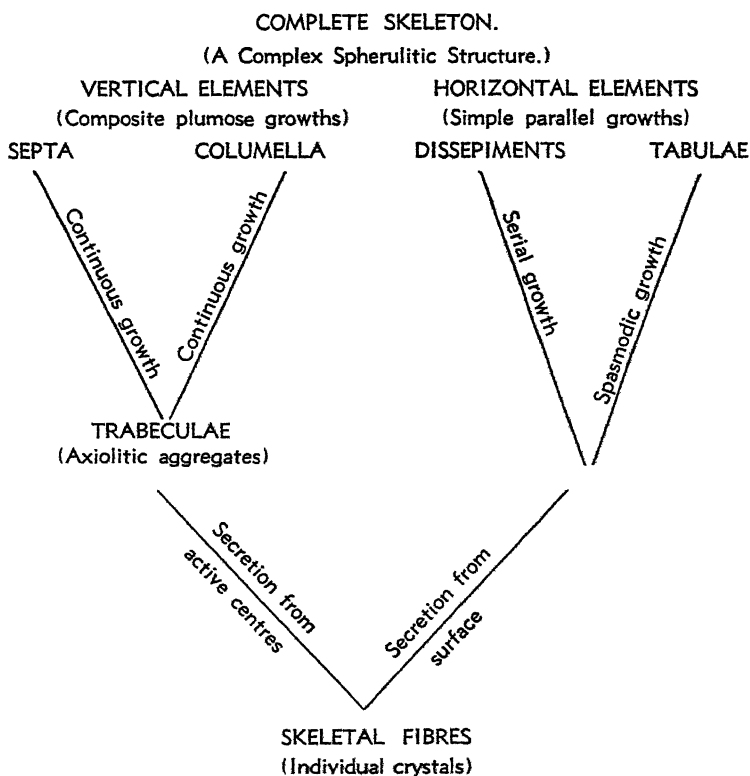 COMPLETE SKELETON.
(A Complex Spherulitic Structure.)
VERTICAL ELEMENTS
(Composite plumose growths)
HORIZONTAL ELEMENTS
(Simple parallel growths)
SEPTA
COLUMELLA
DISSEPIMENTS
TABULAE
Continuous growth
Continuous growth
Serial growth
Spasmodic growth
TRABECULAE
(Axiolitic aggregates)
Secretion from
active centres
Secretion from
surface
SKELETAL FIBRES
(Individual crystals)